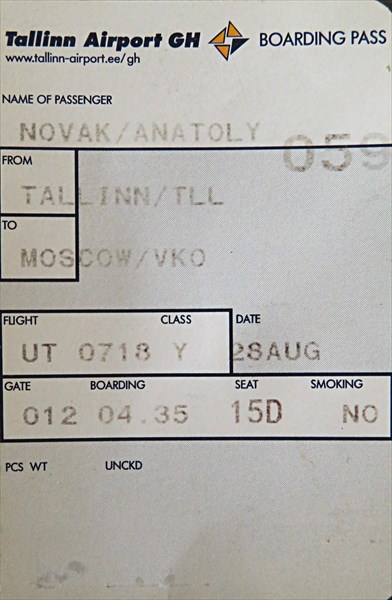 Tallinn Airport GH BOARDING PASS
www.tallinn-airport.ee/gh
NAME OF PASSENGER
NOVAK/ANATOLY
059
FROM
TALLINN/TLL
TO
MOSCOW/VKO
FLIGHT CLASS DATE
UT 0718 Y 28AUG
GATE BOARDING SEAT SMOKING
012 04.35 15D NO
PCS WT UNCKD